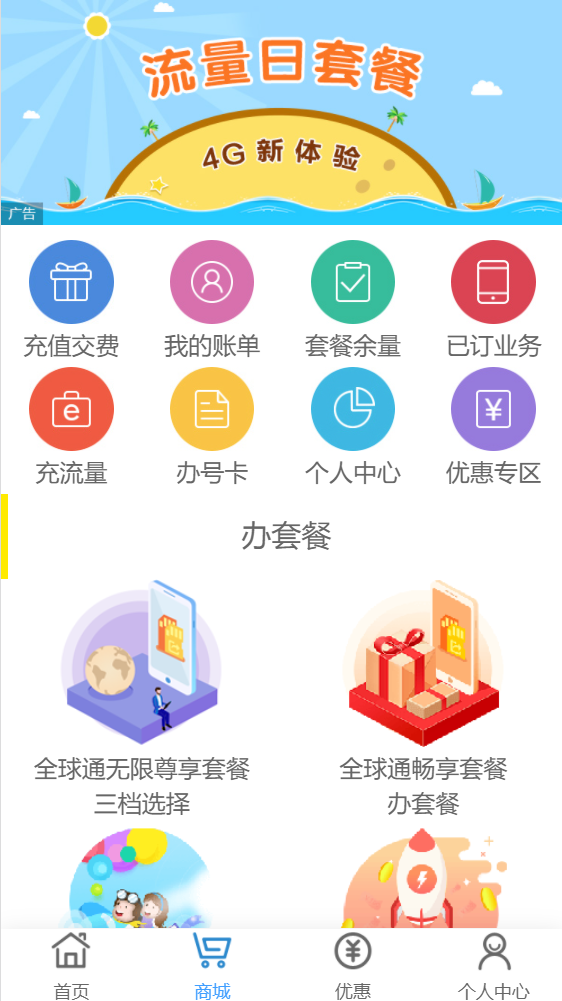 流量日套餐
4G 新体验
广告
充值交费 我的账单 套餐余量 已订业务
充流量 办号卡 个人中心 优惠专区
办套餐
全球通无限尊享套餐 全球通畅享套餐
三档选择 办套餐
首页 商城 优惠 个人中心